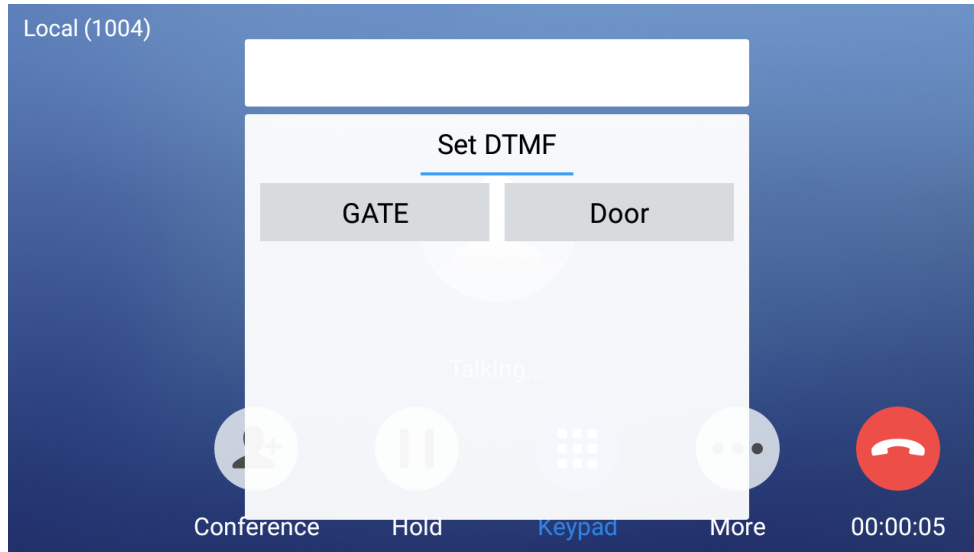 Local (1004)
Set DTMF
GATE Door
Talking...
Conference Hold Keypad More 00:00:05